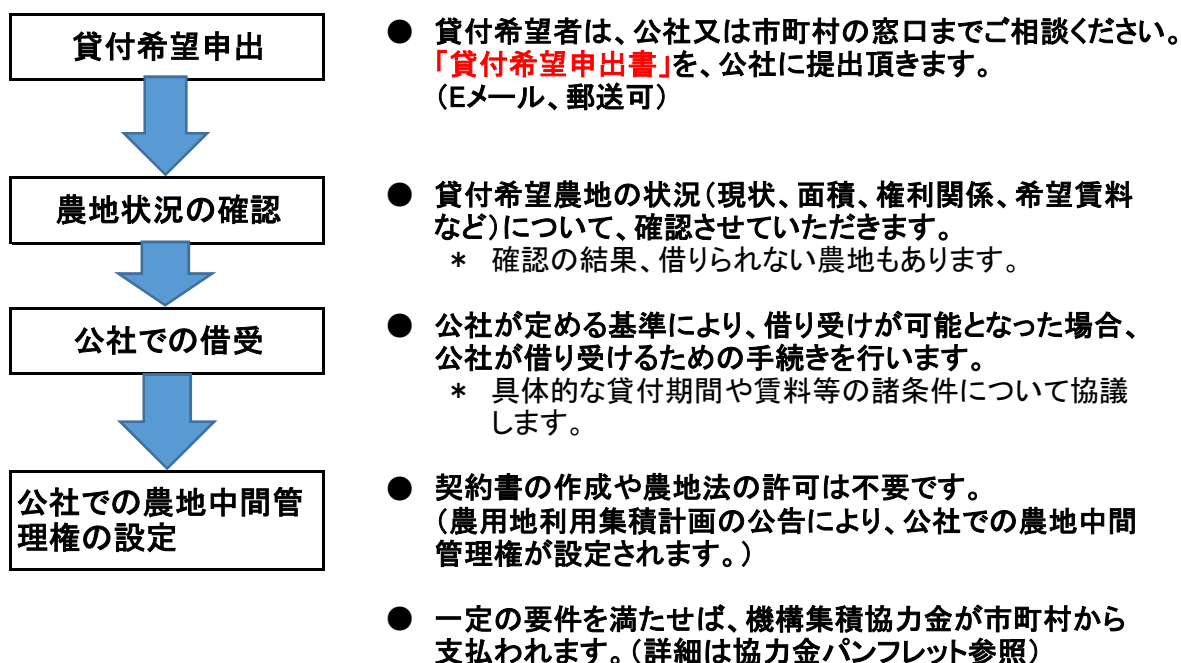 貸付希望申出
● 貸付希望者は、公社又は市町村の窓口までご相談ください。
「貸付希望申出書」を、公社に提出頂きます。
（Eメール、郵送可）
農地状況の確認
● 貸付希望農地の状況（現状、面積、権利関係、希望賃料
など）について、確認させていただきます。
＊ 確認の結果、借りられない農地もあります。
公社での借受
● 公社が定める基準により、借り受けが可能となった場合、
公社が借り受けるための手続きを行います。
＊ 具体的な貸付期間や賃料等の諸条件について協議
します。
公社での農地中間管
理権の設定
● 契約書の作成や農地法の許可は不要です。
（農用地利用集積計画の公告により、公社での農地中間
管理権が設定されます。）
● 一定の要件を満たせば、機構集積協力金が市町村から
支払われます。（詳細は協力金パンフレット参照）